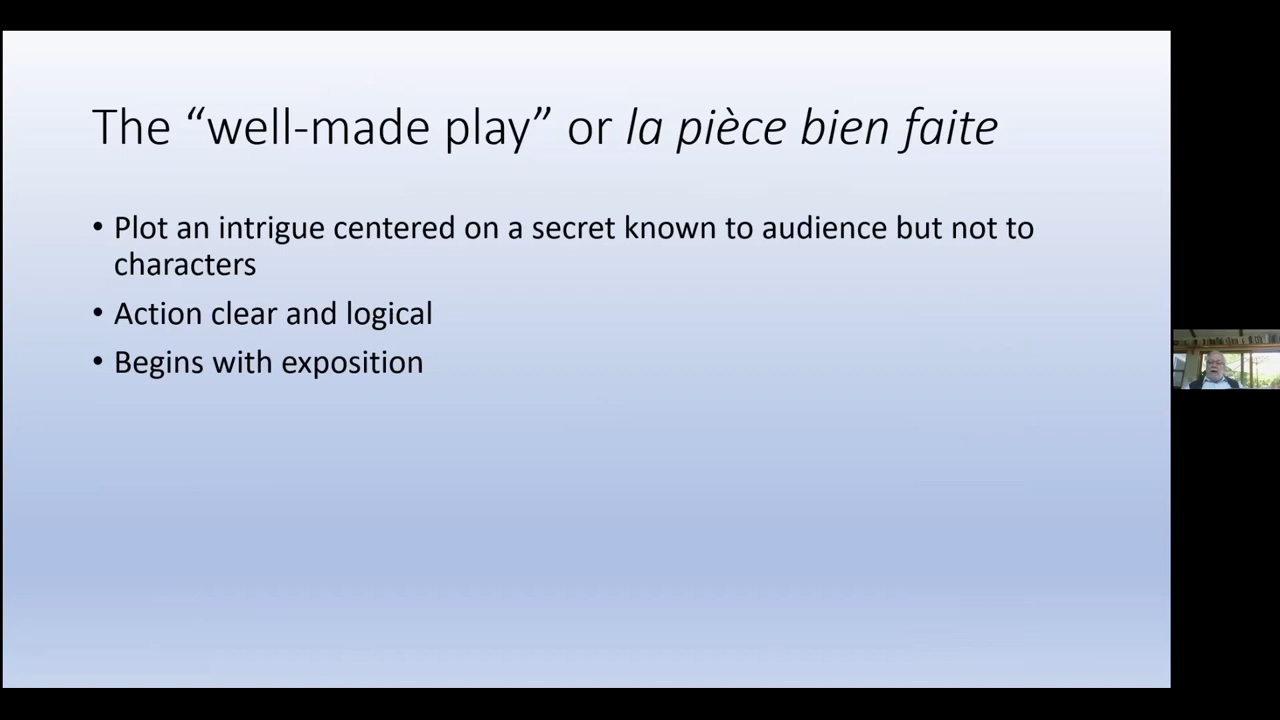 The “well-made play” or la pièce bien faite
• Plot an intrigue centered on a secret known to audience but not to
characters
• Action clear and logical
• Begins with exposition